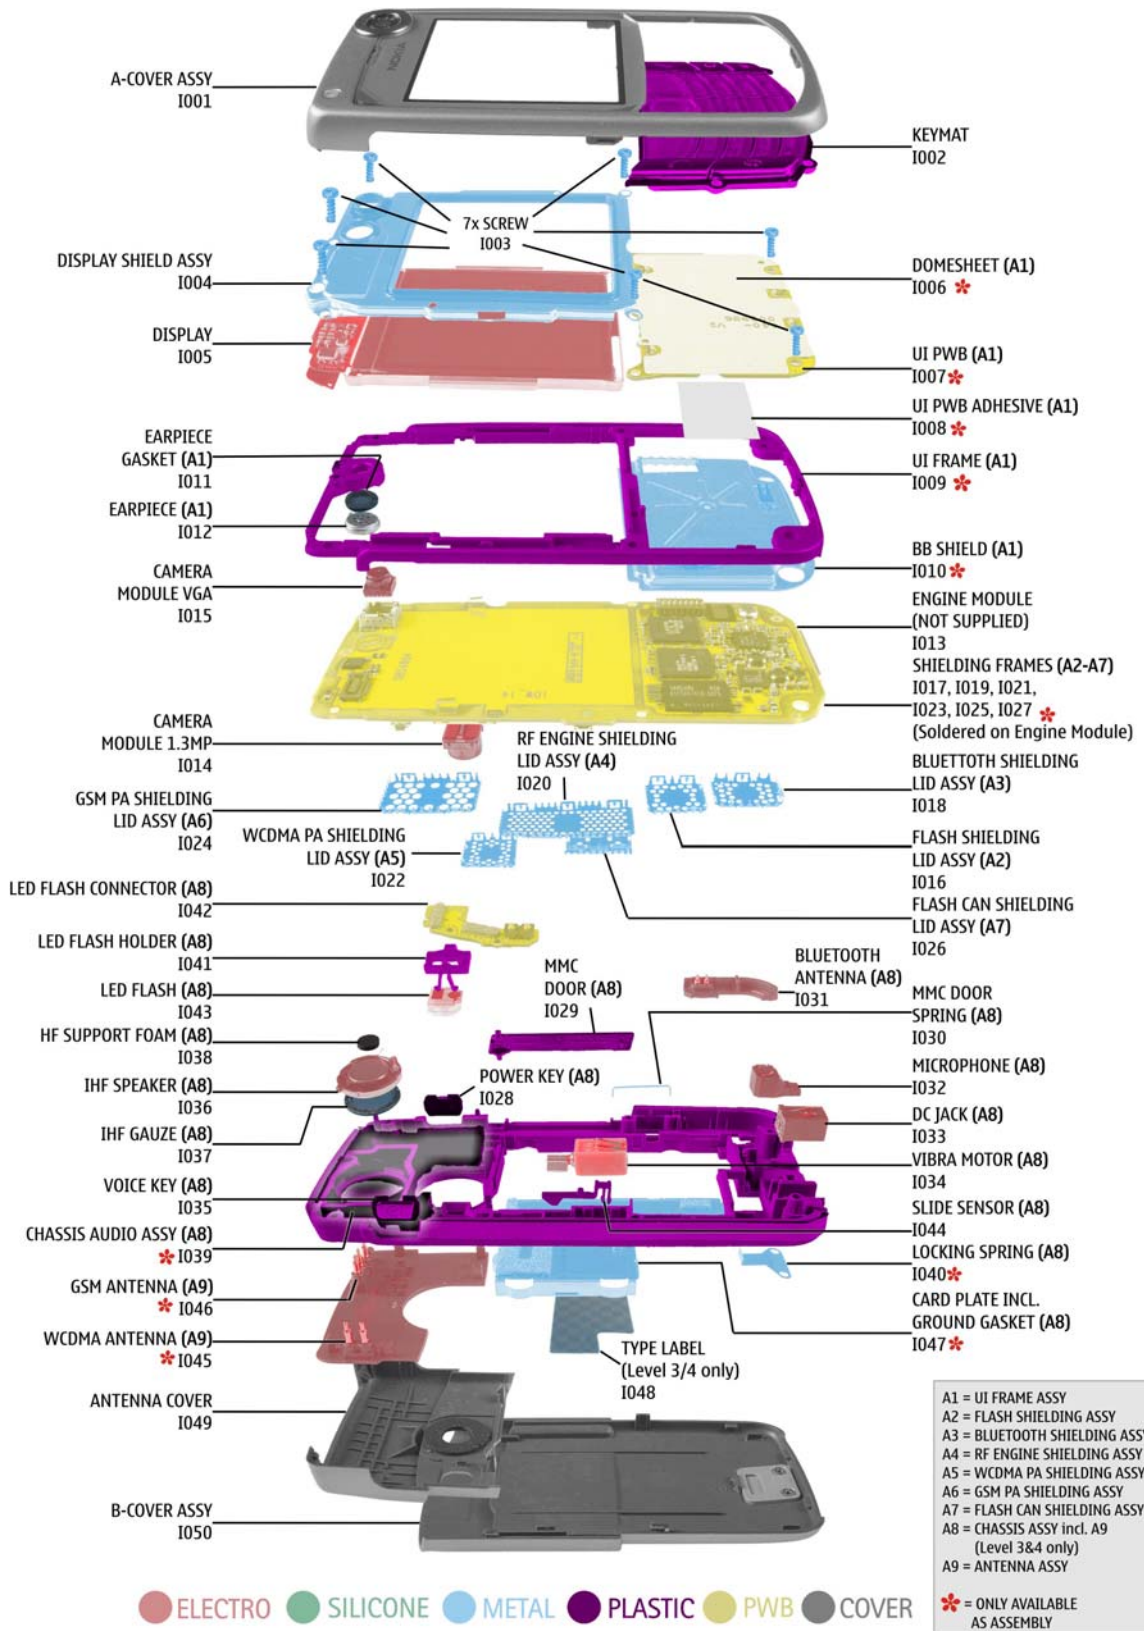 NOKIA
A-COVER ASSY
I001
KEYMAT
I002
7x SCREW
I003
DISPLAY SHIELD ASSY
I004
DOMESHEET (A1)
I006 *
DISPLAY
I005
UI PWB (A1)
I007 *
UI PWB ADHESIVE (A1)
I008 *
EARPIECE
GASKET (A1)
I011
UI FRAME (A1)
I009 *
EARPIECE (A1)
I012
BB SHIELD (A1)
I010 *
CAMERA
MODULE VGA
I015
ENGINE MODULE
(NOT SUPPLIED)
I013
SHIELDING FRAMES (A2-A7)
I017, I019, I021,
I023, I025, I027 *
(Soldered on Engine Module)
CAMERA
MODULE 1.3MP
I014
RF ENGINE SHIELDING
LID ASSY (A4)
I020
BLUETTOTH SHIELDING
LID ASSY (A3)
I018
GSM PA SHIELDING
LID ASSY (A6)
I024
WCDMA PA SHIELDING
LID ASSY (A5)
I022
FLASH SHIELDING
LID ASSY (A2)
I016
FLASH CAN SHIELDING
LID ASSY (A7)
I026
LED FLASH CONNECTOR (A8)
I042
LED FLASH HOLDER (A8)
I041
LED FLASH (A8)
I043
MMC
DOOR (A8)
I029
BLUETOOTH
ANTENNA (A8)
I031
MMC DOOR
SPRING (A8)
I030
HF SUPPORT FOAM (A8)
I038
IHF SPEAKER (A8)
I036
POWER KEY (A8)
I028
MICROPHONE (A8)
I032
DC JACK (A8)
I033
IHF GAUZE (A8)
I037
VIBRA MOTOR (A8)
I034
VOICE KEY (A8)
I035
SLIDE SENSOR (A8)
I044
CHASSIS AUDIO ASSY (A8)
* I039
LOCKING SPRING (A8)
I040 *
GSM ANTENNA (A9)
* I046
CARD PLATE INCL.
GROUND GASKET (A8)
I047 *
WCDMA ANTENNA (A9)
* I045
TYPE LABEL
(Level 3/4 only)
I048
ANTENNA COVER
I049
B-COVER ASSY
I050
A1 = UI FRAME ASSY
A2 = FLASH SHIELDING ASSY
A3 = BLUETOOTH SHIELDING ASSY
A4 = RF ENGINE SHIELDING ASSY
A5 = WCDMA PA SHIELDING ASSY
A6 = GSM PA SHIELDING ASSY
A7 = FLASH CAN SHIELDING ASSY
A8 = CHASSIS ASSY incl. A9
(Level 3&4 only)
A9 = ANTENNA ASSY
* = ONLY AVAILABLE
AS ASSEMBLY
ELECTRO SILICONE METAL PLASTIC PWB COVER